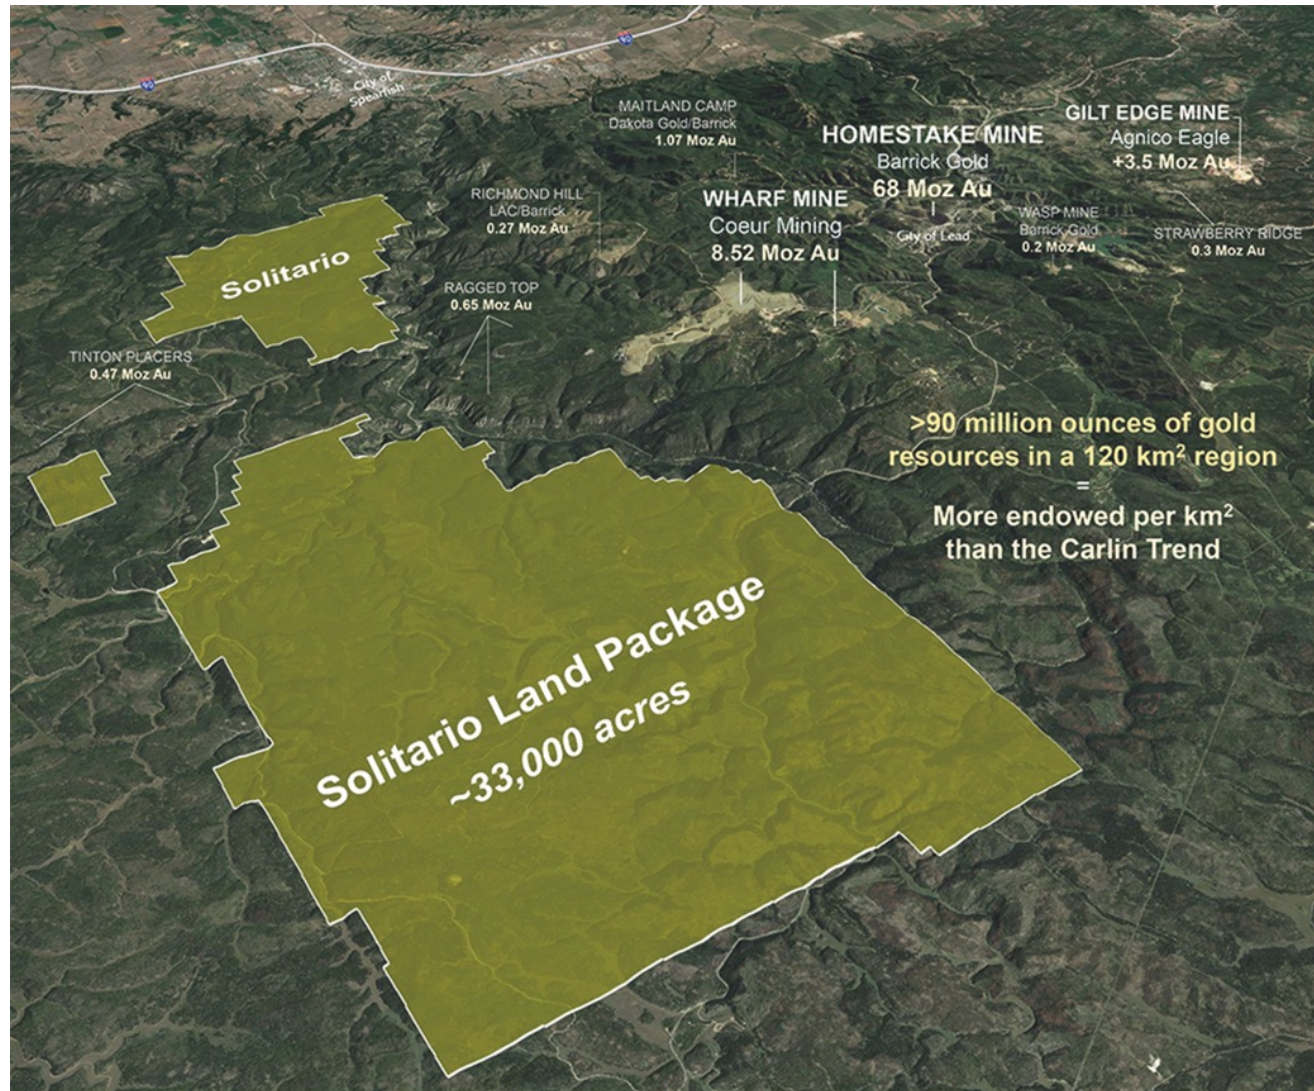 90
90
City of
Spearfish
MAITLAND CAMP
Dakota Gold/Barrick
1.07 Moz Au
HOMESTAKE MINE
Barrick Gold
68 Moz Au
City of Lead
GILT EDGE MINE
Agnico Eagle
+3.5 Moz Au
RICHMOND HILL
LAC/Barrick
0.27 Moz Au
WHARF MINE
Coeur Mining
8.52 Moz Au
WASP MINE
Barrick Gold
0.2 Moz Au
STRAWBERRY RIDGE
0.3 Moz Au
Solitario
RAGGED TOP
0.65 Moz Au
TINTON PLACERS
0.47 Moz Au
>90 million ounces of gold
resources in a 120 km² region
=
More endowed per km²
than the Carlin Trend
Solitario Land Package
~33,000 acres